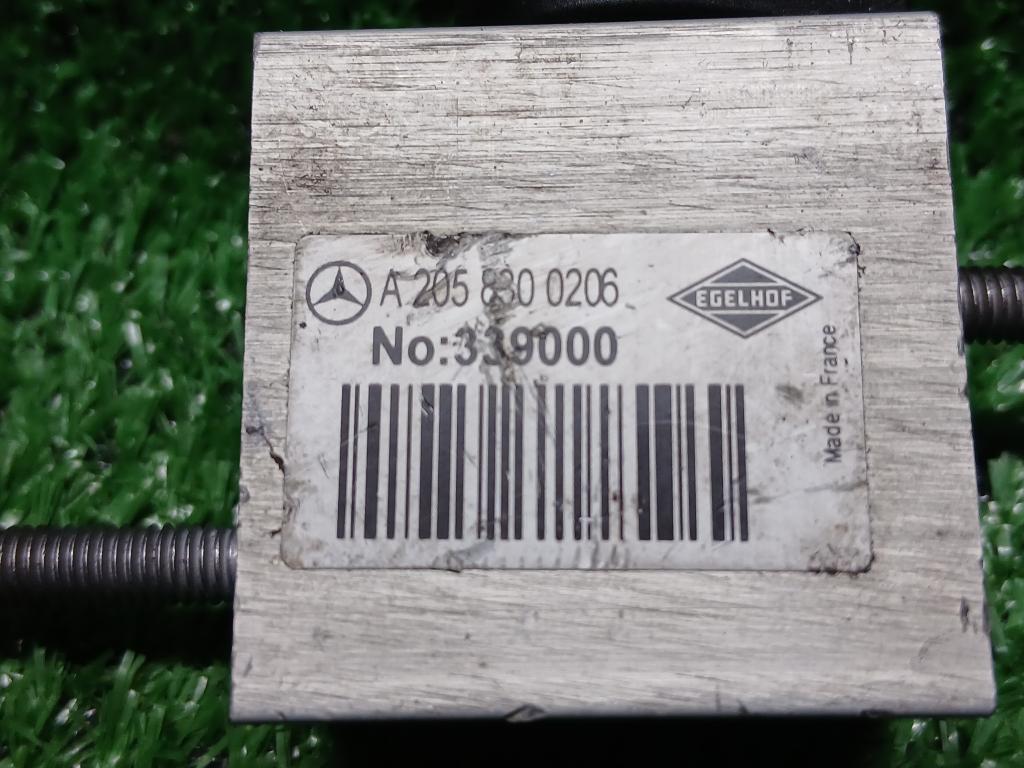 A 205 830 0206
EGELHOF
No:339000
Made in France